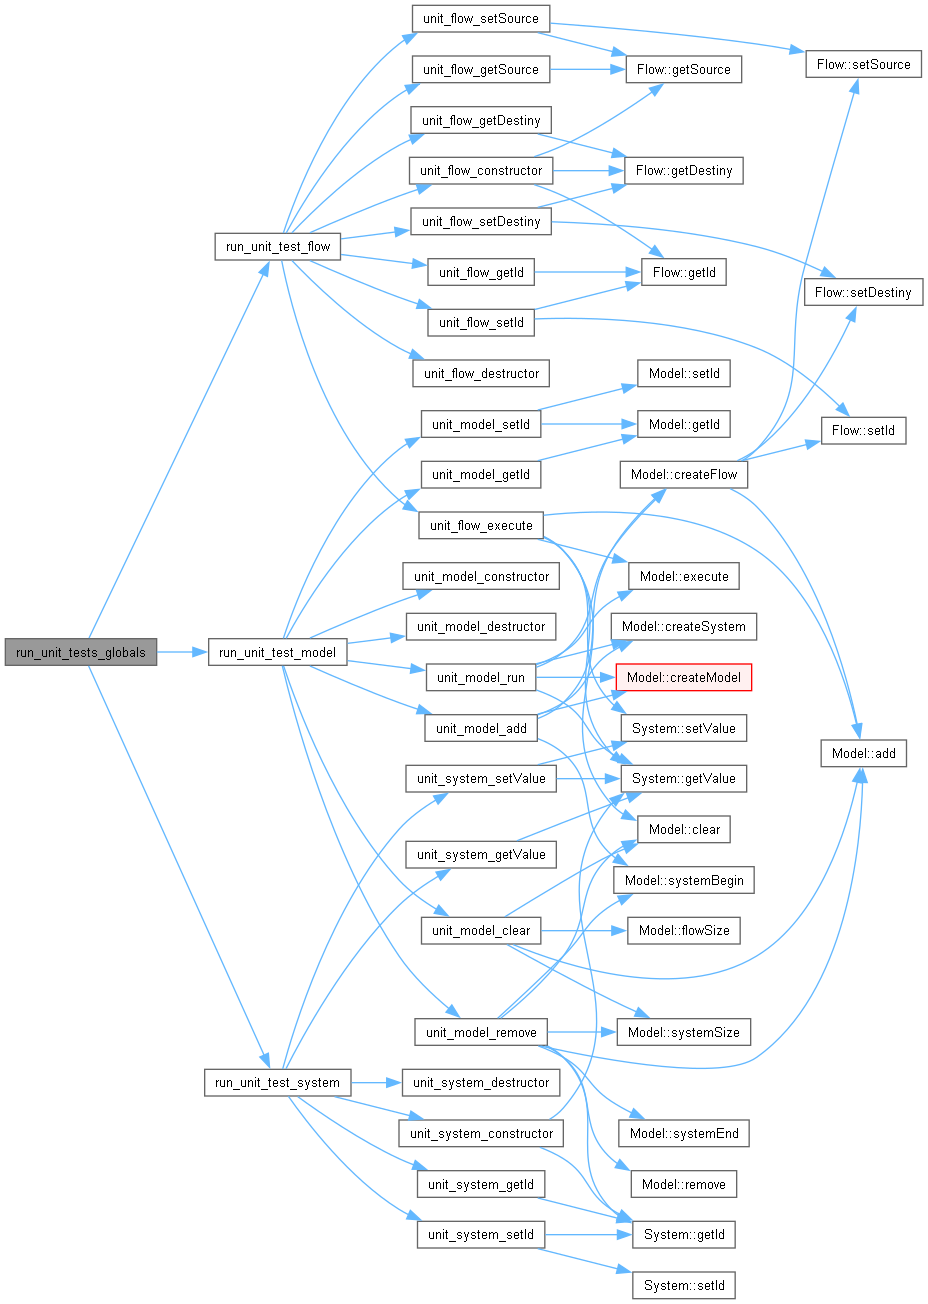 unit_flow_setSource
Flow::setSource
unit_flow_getSource
Flow::getSource
unit_flow_getDestiny
unit_flow_constructor
Flow::getDestiny
unit_flow_setDestiny
run_unit_test_flow
unit_flow_getId
Flow::getId
Flow::setDestiny
unit_flow_setId
unit_flow_destructor
Model::setId
unit_model_setId
Model::getId
Flow::setId
unit_model_getId
Model::createFlow
unit_flow_execute
unit_model_constructor
Model::execute
unit_model_destructor
Model::createSystem
run_unit_tests_globals
run_unit_test_model
unit_model_run
Model::createModel
unit_model_add
System::setValue
Model::add
unit_system_setValue
System::getValue
Model::clear
unit_system_getValue
Model::systemBegin
unit_model_clear
Model::flowSize
unit_model_remove
Model::systemSize
run_unit_test_system
unit_system_destructor
unit_system_constructor
Model::systemEnd
unit_system_getId
Model::remove
unit_system_setId
System::getId
System::setId